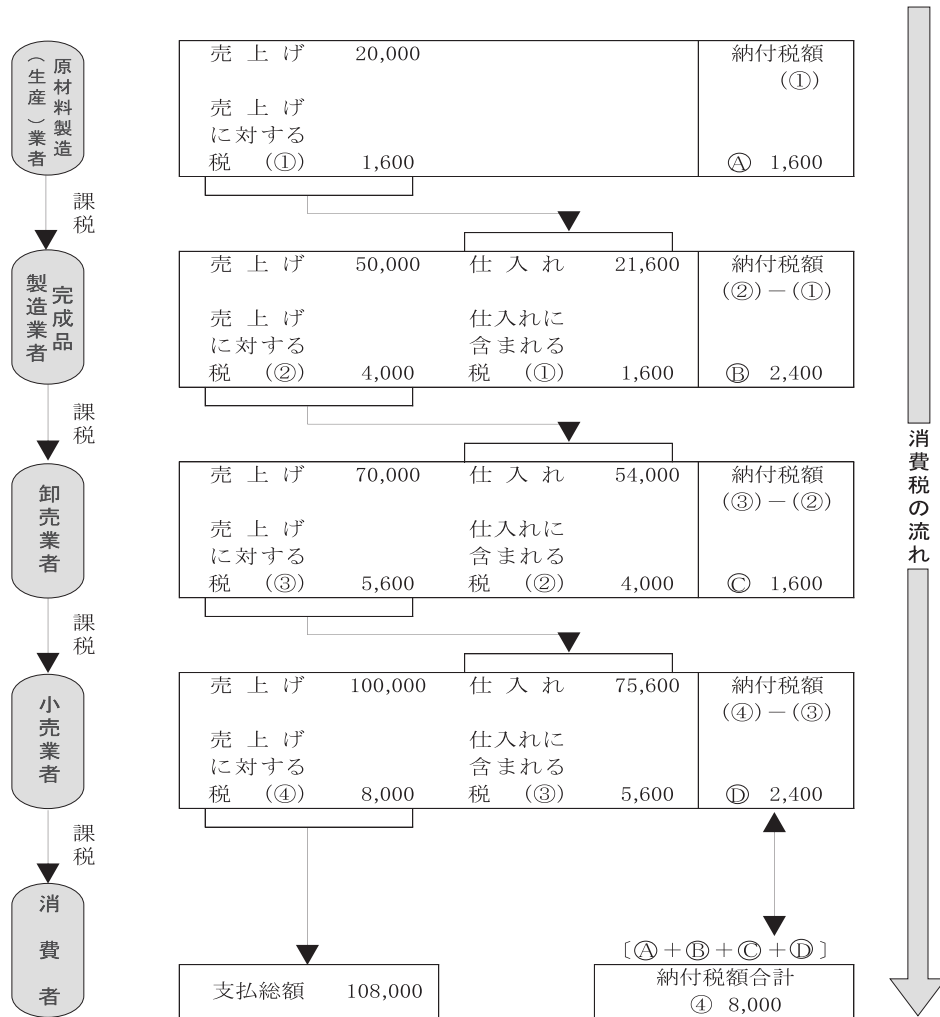 原材料製造
（生産）業者
売上げ 20,000
売上げ
に対する
税（①） 1,600
納付税額
（①）
Ⓐ 1,600
課税
完成品
製造業者
売上げ 50,000 仕入れ 21,600
売上げ 仕入れに
に対する 含まれる
税（②） 4,000 税（①） 1,600
納付税額
（②）－（①）
Ⓑ 2,400
課税
卸売業者
売上げ 70,000 仕入れ 54,000
売上げ 仕入れに
に対する 含まれる
税（③） 5,600 税（②） 4,000
納付税額
（③）－（②）
Ⓒ 1,600
課税
小売業者
売上げ 100,000 仕入れ 75,600
売上げ 仕入れに
に対する 含まれる
税（④） 8,000 税（③） 5,600
納付税額
（④）－（③）
Ⓓ 2,400
課税
消費者
支払総額 108,000
〔Ⓐ＋Ⓑ＋Ⓒ＋Ⓓ〕
納付税額合計
④ 8,000
消費税の流れ